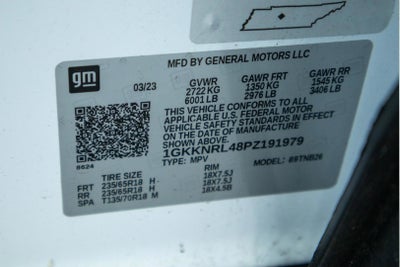 gm
MFD BY GENERAL MOTORS LLC
03/23 GVWR GAWR FRT GAWR RR
2722 KG 1350 KG 1545 KG
6001 LB 2976 LB 3406 LB
THIS VEHICLE CONFORMS TO ALL
APPLICABLE U.S. FEDERAL MOTOR
VEHICLE SAFETY STANDARDS IN EFFECT
ON THE DATE OF MANUFACTURE
SHOWN ABOVE.
1GKKNRL48PZ191979
6624 TYPE: MPV MODEL: 69TNB26
TIRE SIZE RIM
FRT 235/65R18 H 18X7.5J
RR 235/65R18 H 18X7.5J
SPA T135/70R18 M 18X4.5B